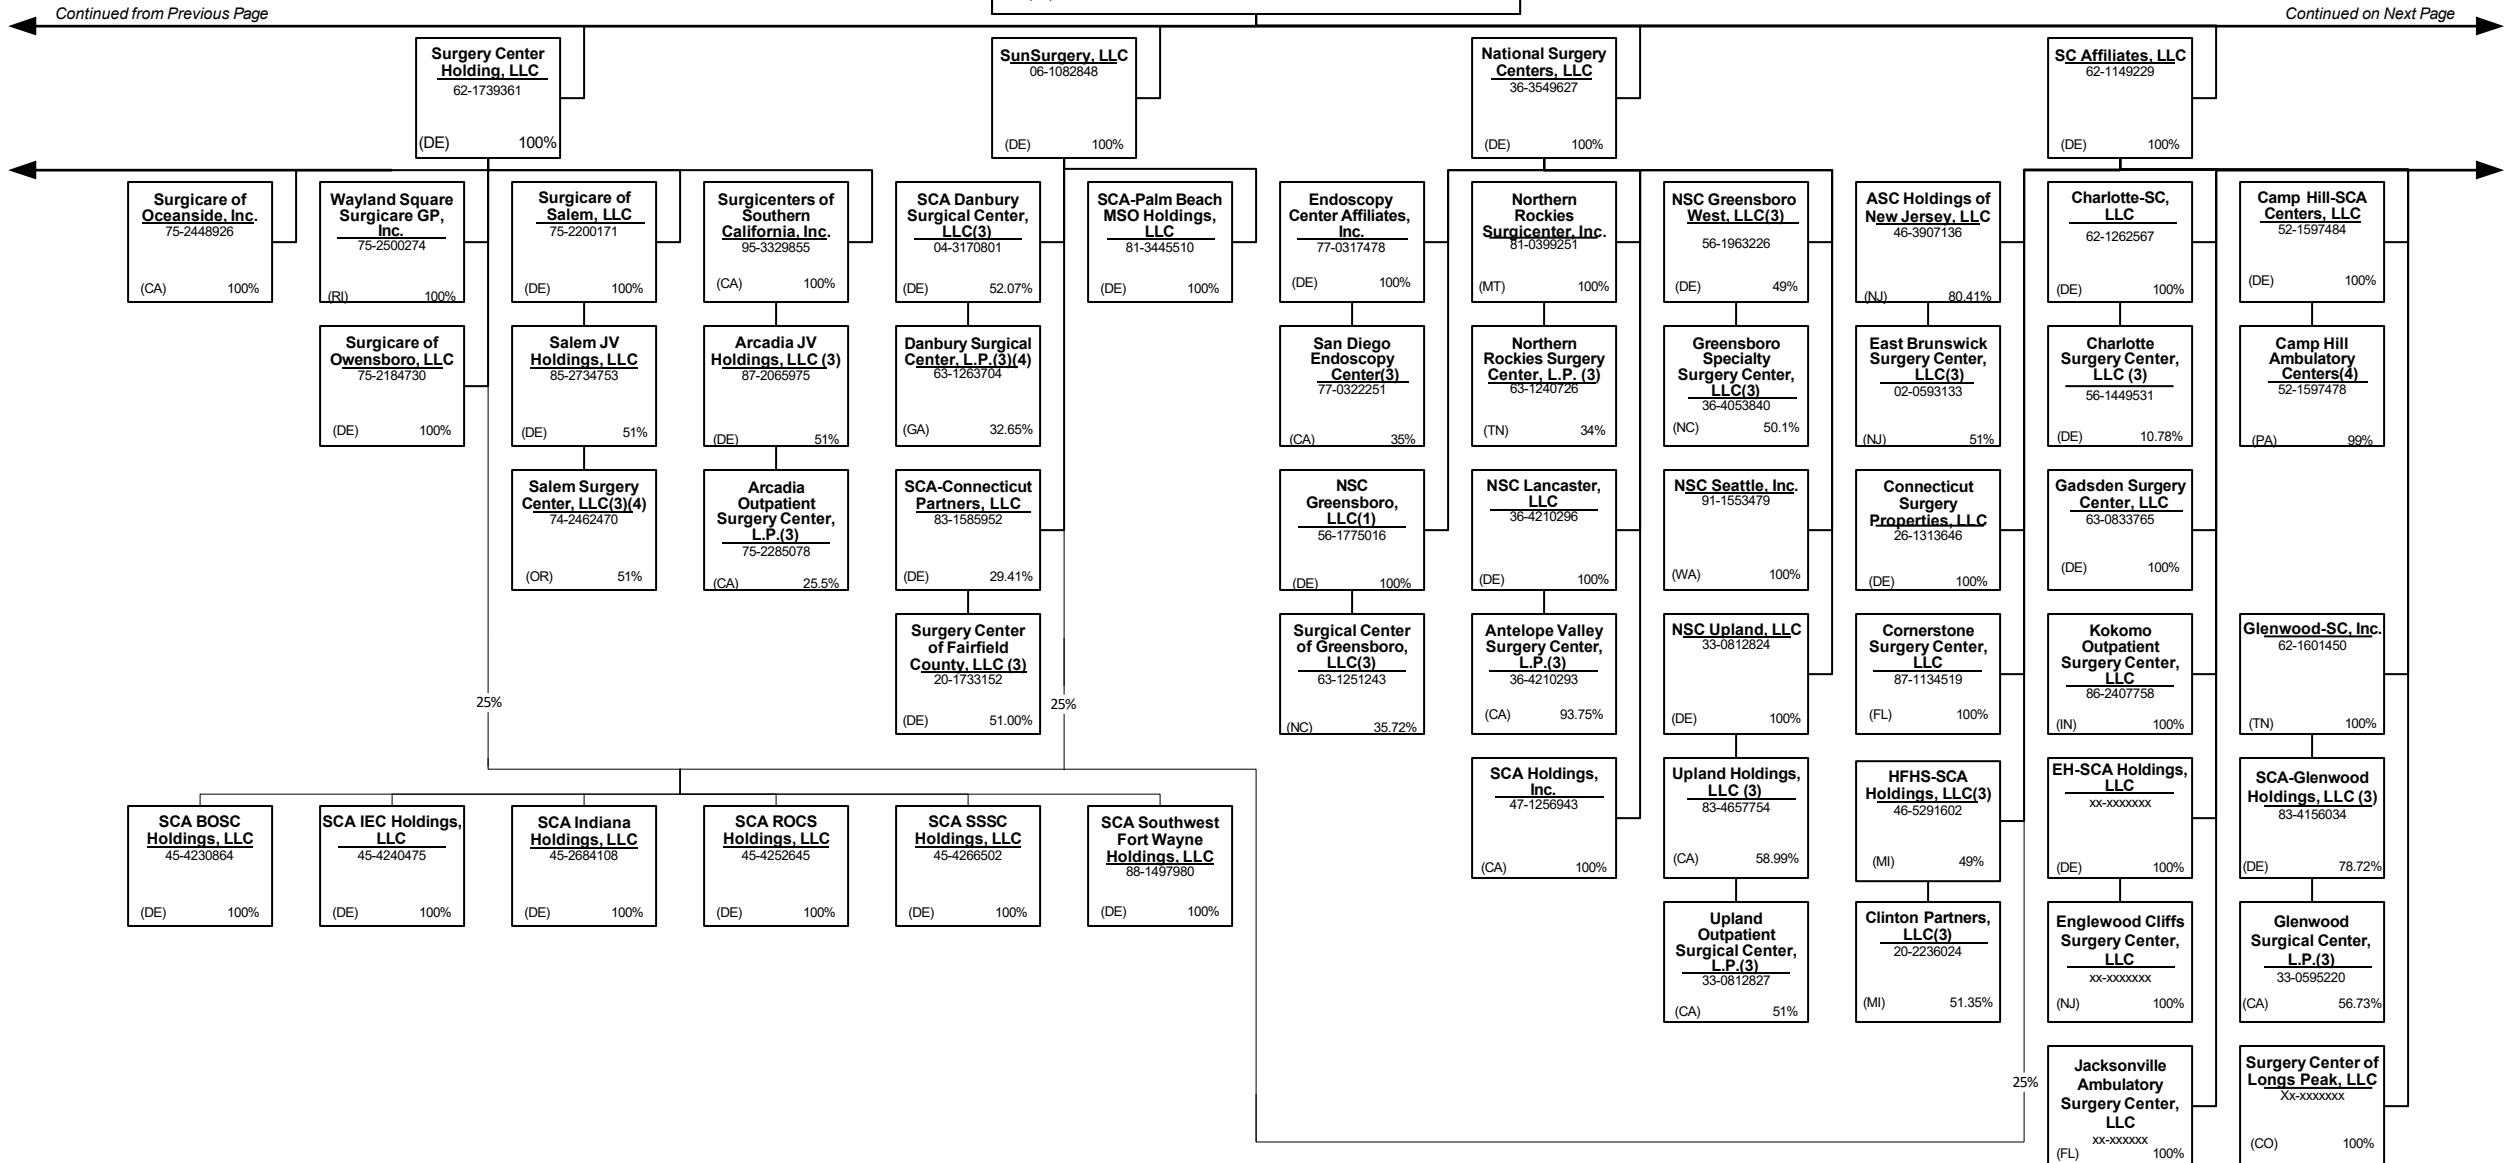 Continued from Previous Page
Continued on Next Page
Surgery Center
Holding, LLC
62-1739361
(DE) 100%
SunSurgery, LLC
06-1082848
(DE) 100%
National Surgery
Centers, LLC
36-3549627
(DE) 100%
SC Affiliates, LLC
62-1149229
(DE) 100%
Surgicare of
Oceanside, Inc.
75-2448926
(CA) 100%
Wayland Square
Surgicare GP,
Inc.
75-2500274
(RI) 100%
Surgicare of
Salem, LLC
75-2200171
(DE) 100%
Surgicenters of
Southern
California, Inc.
95-3329855
(CA) 100%
SCA Danbury
Surgical Center,
LLC(3)
04-3170801
(DE) 52.07%
SCA-Palm Beach
MSO Holdings,
LLC
81-3445510
(DE) 100%
Endoscopy
Center Affiliates,
Inc.
77-0317478
(DE) 100%
Northern
Rockies
Surgicenter, Inc.
81-0399251
(MT) 100%
NSC Greensboro
West, LLC(3)
56-1963226
(DE) 49%
ASC Holdings of
New Jersey, LLC
46-3907136
(NJ) 80.41%
Charlotte-SC,
LLC
62-1262567
(DE) 100%
Camp Hill-SCA
Centers, LLC
52-1597484
(DE) 100%
Surgicare of
Owensboro, LLC
75-2184730
(DE) 100%
Salem JV
Holdings, LLC
85-2734753
(DE) 51%
Arcadia JV
Holdings, LLC (3)
87-2065975
(DE) 51%
Danbury Surgical
Center, L.P.(3)(4)
63-1263704
(GA) 32.65%
San Diego
Endoscopy
Center(3)
77-0322251
(CA) 35%
Northern
Rockies Surgery
Center, L.P. (3)
63-1240726
(TN) 34%
Greensboro
Specialty
Surgery Center,
LLC(3)
36-4053840
(NC) 50.1%
East Brunswick
Surgery Center,
LLC(3)
02-0593133
(NJ) 51%
Charlotte
Surgery Center,
LLC (3)
56-1449531
(DE) 10.78%
Camp Hill
Ambulatory
Centers(4)
52-1597478
(PA) 99%
Salem Surgery
Center, LLC(3)(4)
74-2462470
(OR) 51%
Arcadia
Outpatient
Surgery Center,
L.P.(3)
75-2285078
(CA) 25.5%
SCA-Connecticut
Partners, LLC
83-1585952
(DE) 29.41%
NSC
Greensboro,
LLC(1)
56-1775016
(DE) 100%
NSC Lancaster,
LLC
36-4210296
(DE) 100%
NSC Seattle, Inc.
91-1553479
(WA) 100%
Connecticut
Surgery
Properties, LLC
26-1313646
(DE) 100%
Gadsden Surgery
Center, LLC
63-0833765
(DE) 100%
Surgery Center
of Fairfield
County, LLC (3)
20-1733152
(DE) 51.00%
Surgical Center
of Greensboro,
LLC(3)
63-1251243
(NC) 35.72%
Antelope Valley
Surgery Center,
L.P.(3)
36-4210293
(CA) 93.75%
NSC Upland, LLC
33-0812824
(DE) 100%
Cornerstone
Surgery Center,
LLC
87-1134519
(FL) 100%
Kokomo
Outpatient
Surgery Center,
LLC
86-2407758
(IN) 100%
Glenwood-SC, Inc.
62-1601450
(TN) 100%
25%
25%
SCA Holdings,
Inc.
47-1256943
(CA) 100%
Upland Holdings,
LLC (3)
83-4657754
(CA) 58.99%
HFHS-SCA
Holdings, LLC(3)
46-5291602
(MI) 49%
EH-SCA Holdings,
LLC
xx-xxxxxxx
(DE) 100%
SCA-Glenwood
Holdings, LLC (3)
83-4156034
(DE) 78.72%
SCA BOSC
Holdings, LLC
45-4230864
(DE) 100%
SCA IEC Holdings,
LLC
45-4240475
(DE) 100%
SCA Indiana
Holdings, LLC
45-2684108
(DE) 100%
SCA ROCS
Holdings, LLC
45-4252645
(DE) 100%
SCA SSSC
Holdings, LLC
45-4266502
(DE) 100%
SCA Southwest
Fort Wayne
Holdings, LLC
88-1497980
(DE) 100%
Upland
Outpatient
Surgical Center,
L.P.(3)
33-0812827
(CA) 51%
Clinton Partners,
LLC(3)
20-2236024
(MI) 51.35%
Englewood Cliffs
Surgery Center,
LLC
xx-xxxxxxx
(NJ) 100%
Glenwood
Surgical Center,
L.P.(3)
33-0595220
(CA) 56.73%
25%
Jacksonville
Ambulatory
Surgery Center,
LLC
xx-xxxxxx
(FL) 100%
Surgery Center of
Longs Peak, LLC
Xx-xxxxxxx
(CO) 100%